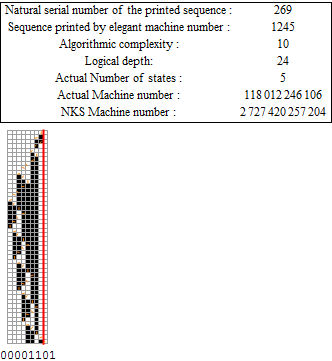 Natural serial number of the printed sequence : 269
Sequence printed by elegant machine number : 1245
Algorithmic complexity : 10
Logical depth: 24
Actual Number of states : 5
Actual Machine number : 118 012 246 106
NKS Machine number : 2 727 420 257 204
00001101